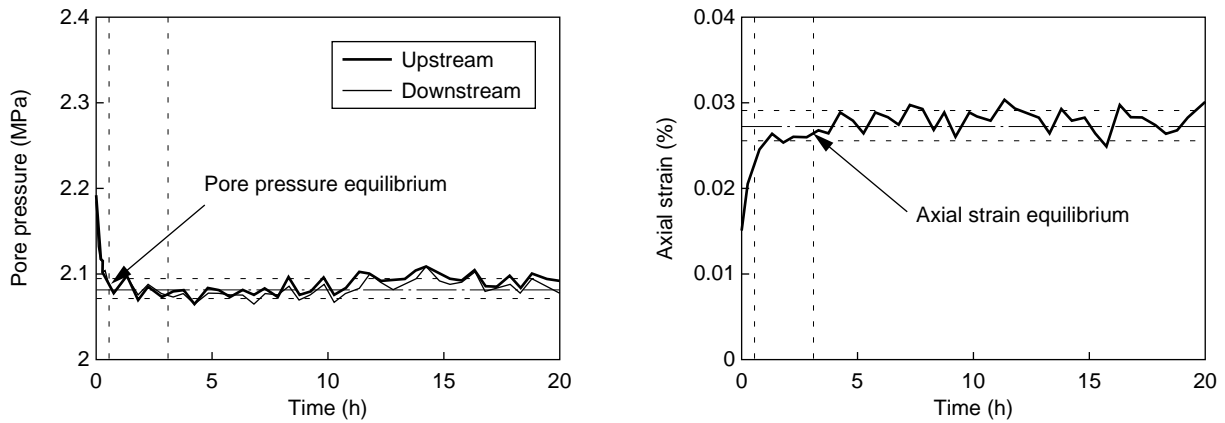 2.4
2.3
2.2
2.1
2
Pore pressure (MPa)
Upstream
Downstream
Pore pressure equilibrium
0
5
10
15
20
Time (h)
0.04
0.03
0.02
0.01
0
Axial strain (%)
Axial strain equilibrium
0
5
10
15
20
Time (h)